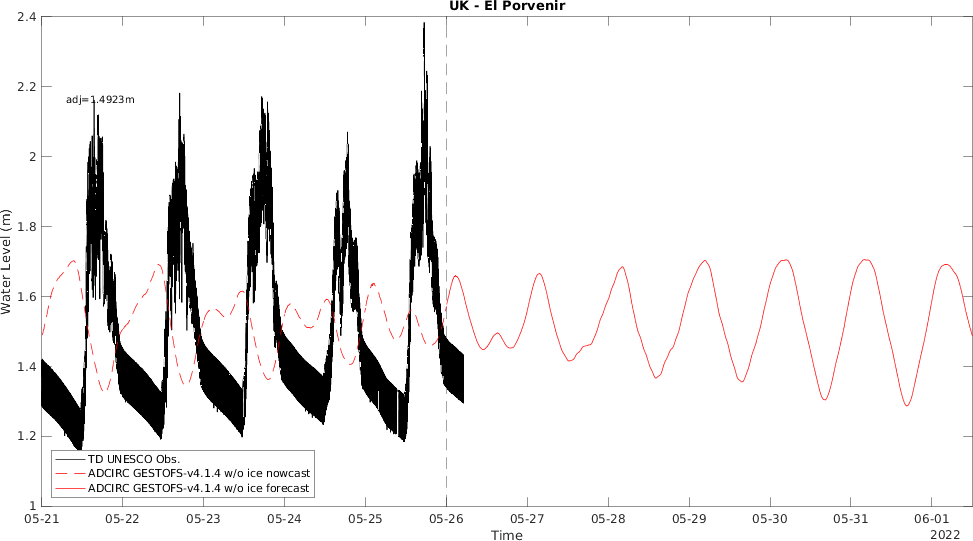 UK - El Porvenir
2.4
2.2
2
1.8
1.6
1.4
1.2
1
Water Level (m)
adj=1.4923m
TD UNESCO Obs.
ADCIRC GESTOFS-v4.1.4 w/o ice nowcast
ADCIRC GESTOFS-v4.1.4 w/o ice forecast
05-21 05-22 05-23 05-24 05-25 05-26 05-27 05-28 05-29 05-30 05-31 06-01
Time
2022